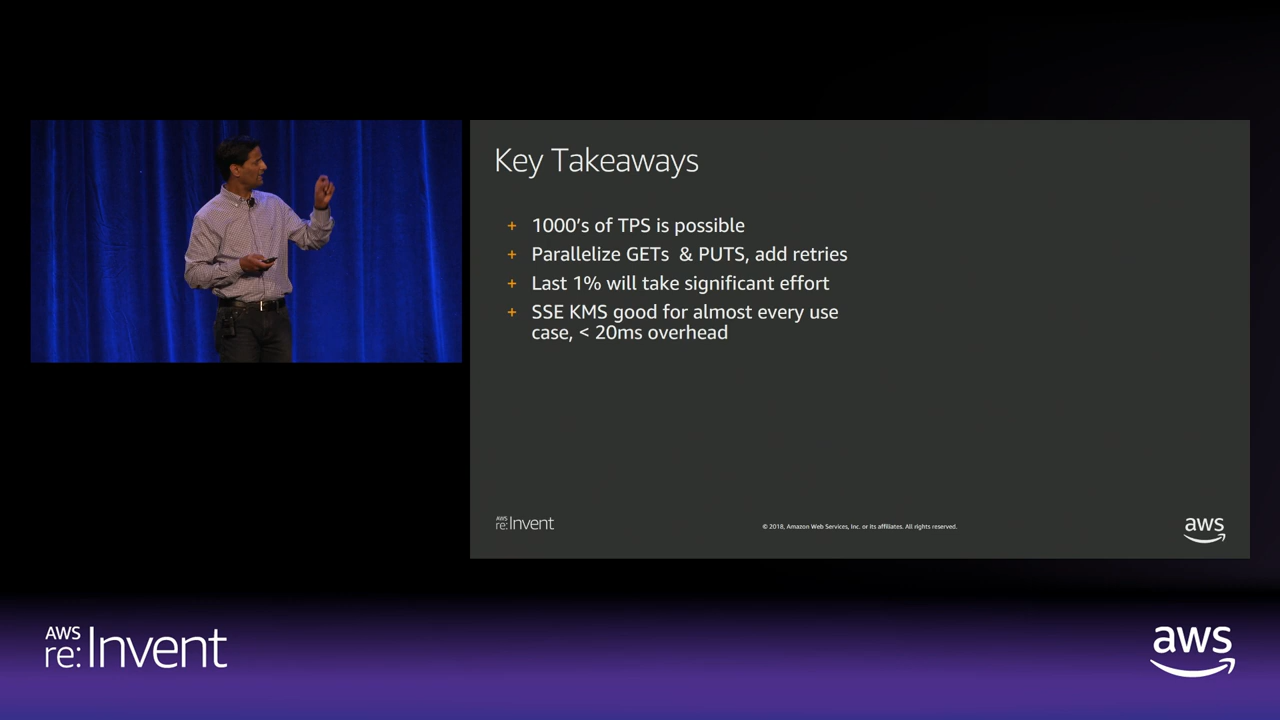 Key Takeaways
+ 1000's of TPS is possible
+ Parallelize GETs & PUTS, add retries
+ Last 1% will take significant effort
+ SSE KMS good for almost every use
case, < 20ms overhead
AWS
re:Invent
© 2018, Amazon Web Services, Inc. or its affiliates. All rights reserved.
aws
AWS
re:Invent
aws